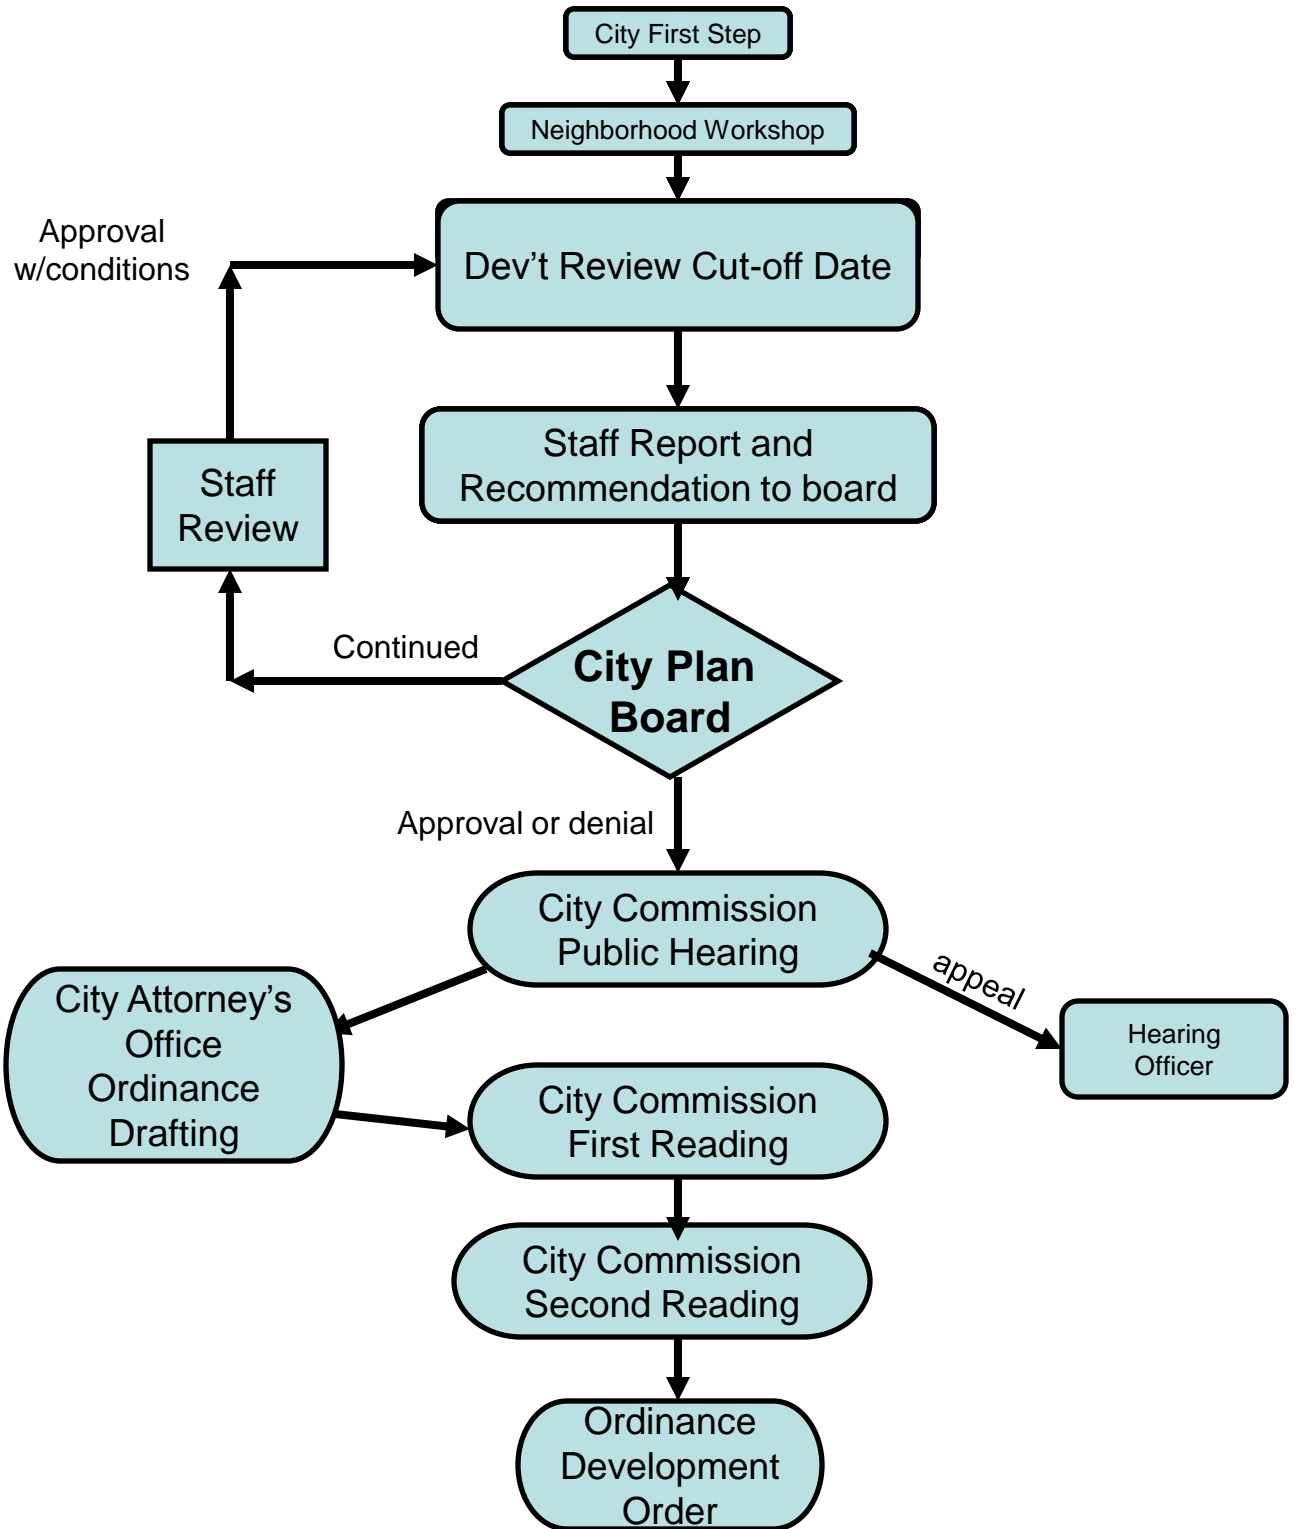 City First Step
Neighborhood Workshop
Approval
w/conditions
Dev't Review Cut-off Date
Staff Report and
Recommendation to board
Staff
Review
Continued
City Plan
Board
Approval or denial
City Commission
Public Hearing
appeal
City Attorney’s
Office
Ordinance
Drafting
Hearing
Officer
City Commission
First Reading
City Commission
Second Reading
Ordinance
Development
Order